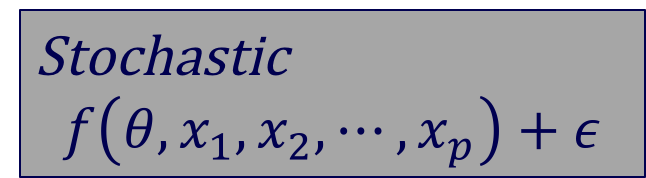 Stochastic
f(θ, x₁, x₂, ⋯, xₚ) + ϵ